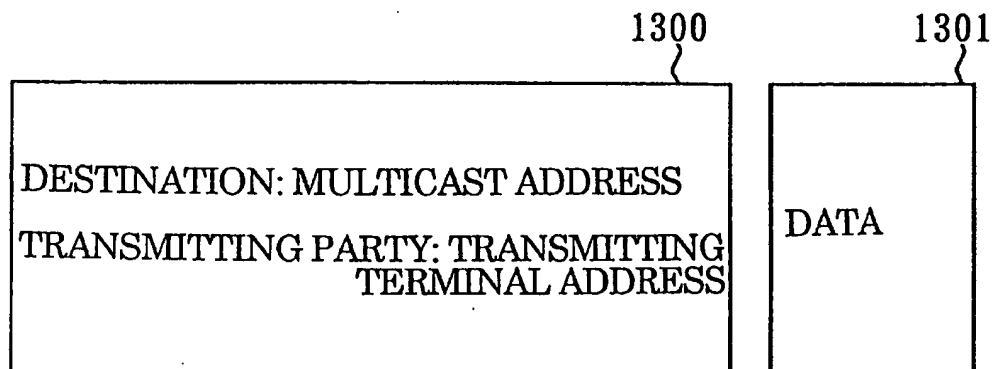 1300
1301
DESTINATION: MULTICAST ADDRESS
TRANSMITTING PARTY: TRANSMITTING
TERMINAL ADDRESS
DATA